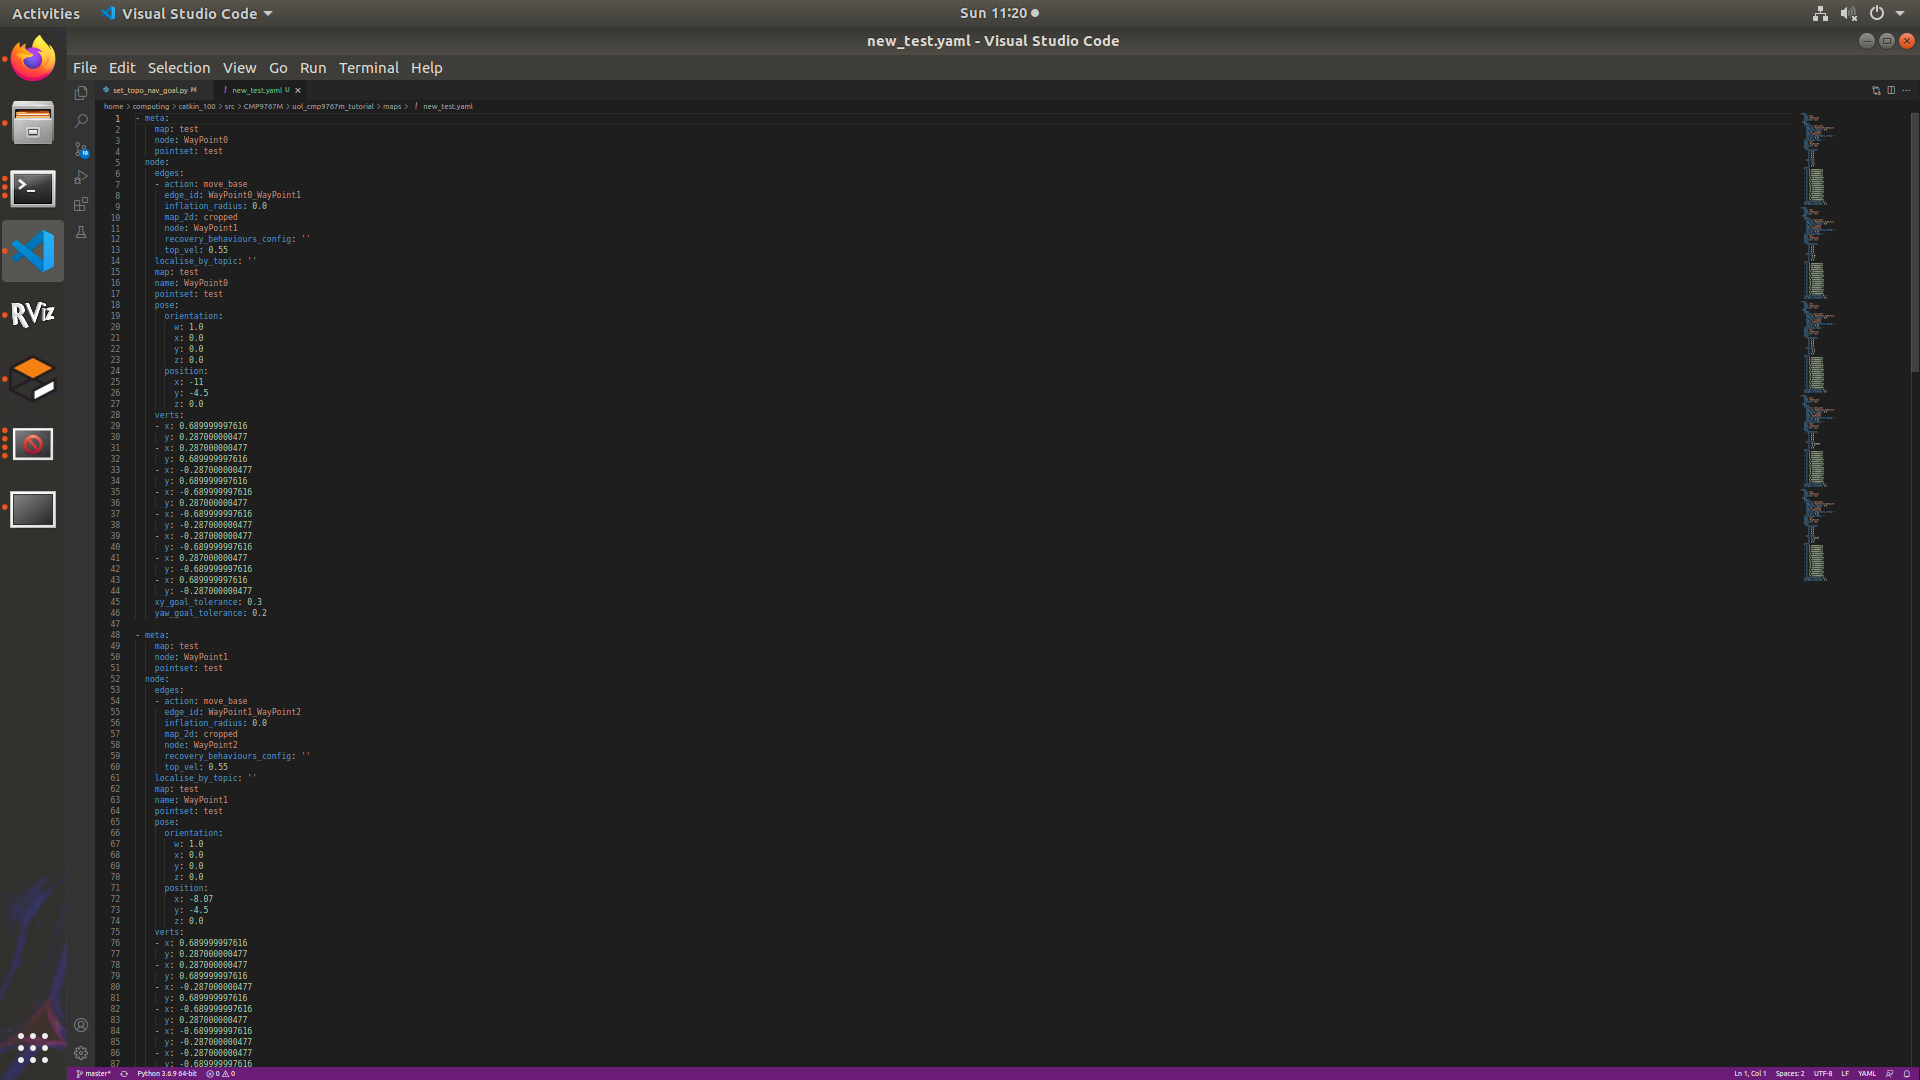 Activities Visual Studio Code Sun 11:20
new_test.yaml - Visual Studio Code
File Edit Selection View Go Run Terminal Help
set_topo_nav_goal.py M new_test.yaml U
home > computing > catkin_100 > src > CMP9767M > uol_cmp9767m_tutorial > maps > ! new_test.yaml
1 - meta:
2 map: test
3 node: WayPoint0
4 pointset: test
5 node:
6 edges:
7 - action: move_base
8 edge_id: WayPoint0_WayPoint1
9 inflation_radius: 0.0
10 map_2d: cropped
11 node: WayPoint1
12 recovery_behaviours_config: ''
13 top_vel: 0.55
14 localise_by_topic: ''
15 map: test
16 name: WayPoint0
17 pointset: test
18 pose:
19 orientation:
20 w: 1.0
21 x: 0.0
22 y: 0.0
23 z: 0.0
24 position:
25 x: -11
26 y: -4.5
27 z: 0.0
28 verts:
29 - x: 0.689999997616
30 y: 0.287000000477
31 - x: 0.287000000477
32 y: 0.689999997616
33 - x: -0.287000000477
34 y: 0.689999997616
35 - x: -0.689999997616
36 y: 0.287000000477
37 - x: -0.689999997616
38 y: -0.287000000477
39 - x: -0.287000000477
40 y: -0.689999997616
41 - x: 0.287000000477
42 y: -0.689999997616
43 - x: 0.689999997616
44 y: -0.287000000477
45 xy_goal_tolerance: 0.3
46 yaw_goal_tolerance: 0.2
47
48 - meta:
49 map: test
50 node: WayPoint1
51 pointset: test
52 node:
53 edges:
54 - action: move_base
55 edge_id: WayPoint1_WayPoint2
56 inflation_radius: 0.0
57 map_2d: cropped
58 node: WayPoint2
59 recovery_behaviours_config: ''
60 top_vel: 0.55
61 localise_by_topic: ''
62 map: test
63 name: WayPoint1
64 pointset: test
65 pose:
66 orientation:
67 w: 1.0
68 x: 0.0
69 y: 0.0
70 z: 0.0
71 position:
72 x: -8.07
73 y: -4.5
74 z: 0.0
75 verts:
76 - x: 0.689999997616
77 y: 0.287000000477
78 - x: 0.287000000477
79 y: 0.689999997616
80 - x: -0.287000000477
81 y: 0.689999997616
82 - x: -0.689999997616
83 y: 0.287000000477
84 - x: -0.689999997616
85 y: -0.287000000477
86 - x: -0.287000000477
87 y: -0.689999997616
RViz
master* Python 3.6.9 64-bit 0 0 Ln 1, Col 1 Spaces: 2 UTF-8 LF YAML